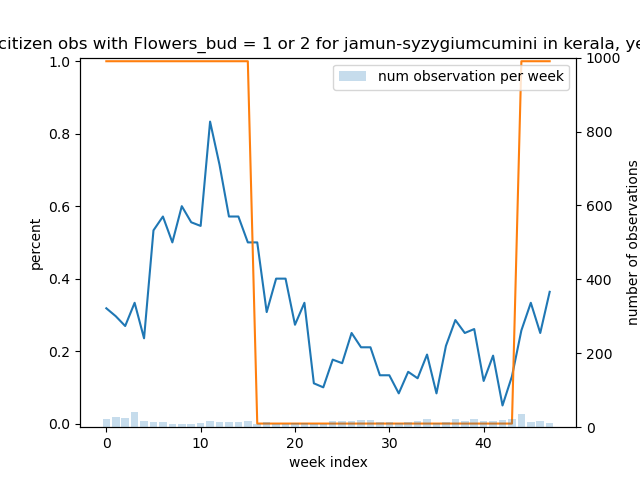 citizen obs with Flowers_bud = 1 or 2 for jamun-syzygiumcumini in kerala,
num observation per week
1.0
0.8
0.6
0.4
0.2
0.0
percent
1000
800
600
400
200
0
number of observations
0 10 20 30 40
week index